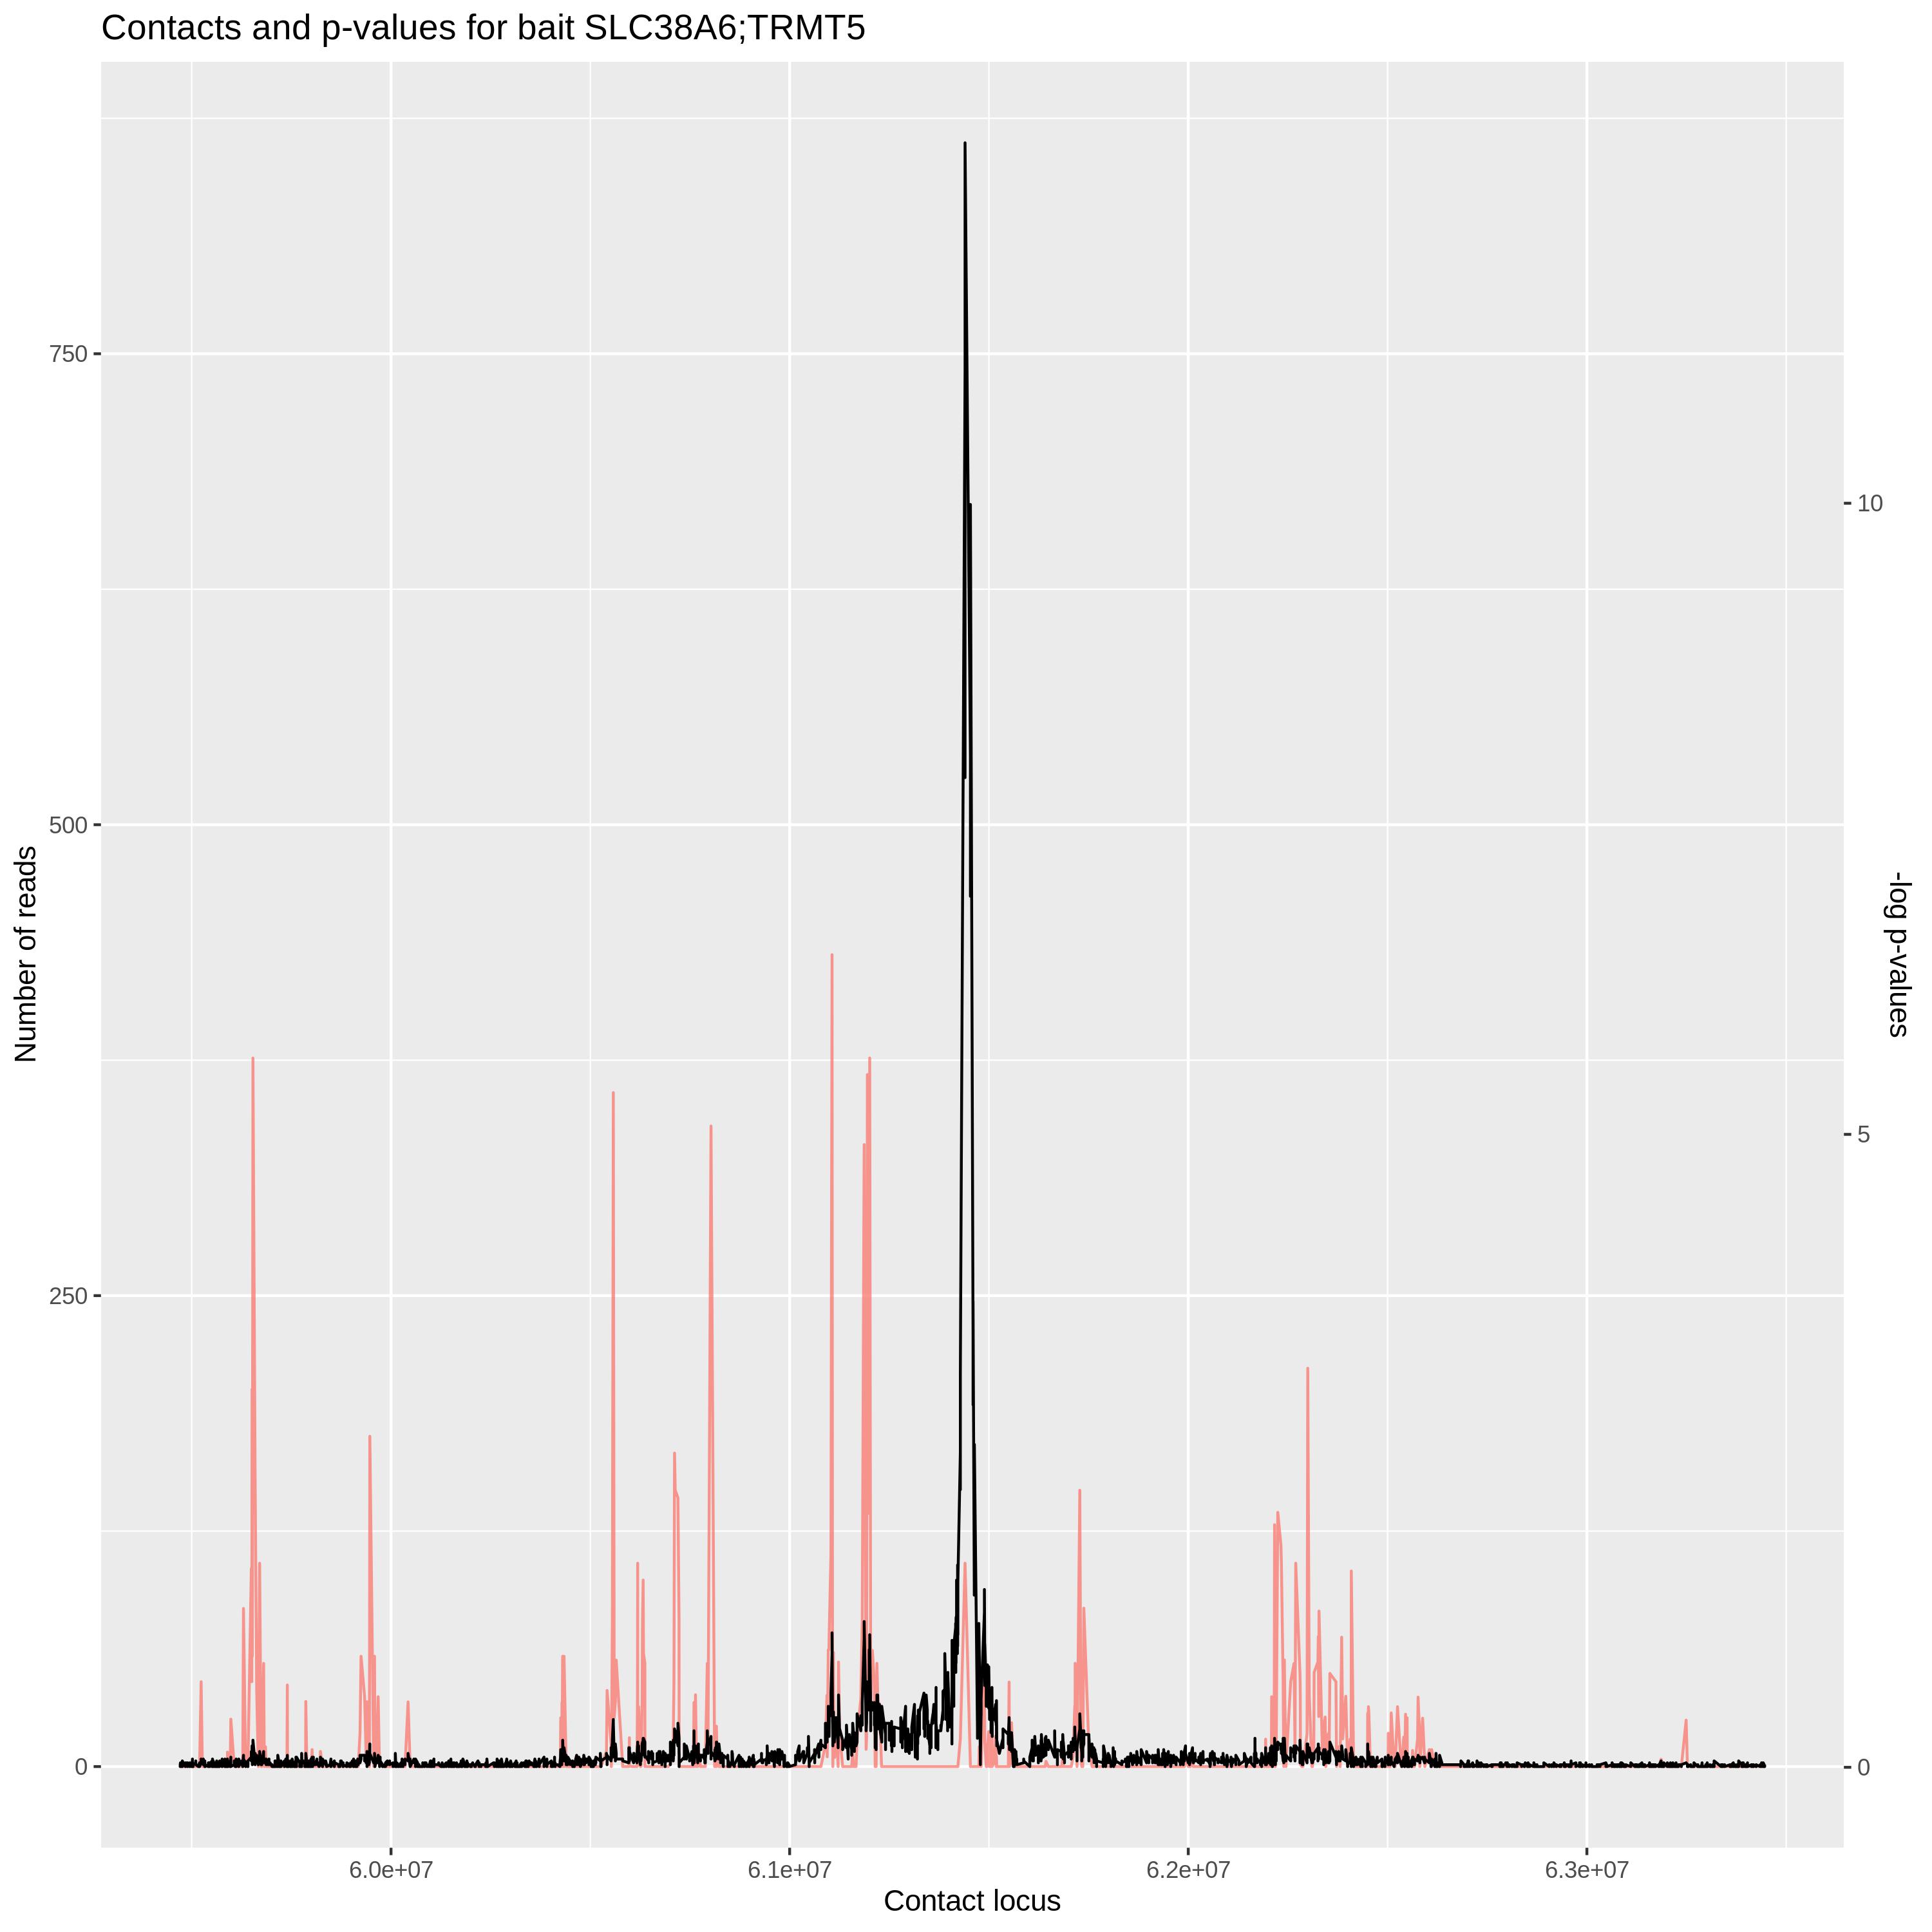 Contacts and p-values for bait SLC38A6;TRMT5
750
500
250
0
Number of reads
10
5
0
-log p-values
6.0e+07
6.1e+07
6.2e+07
6.3e+07
Contact locus